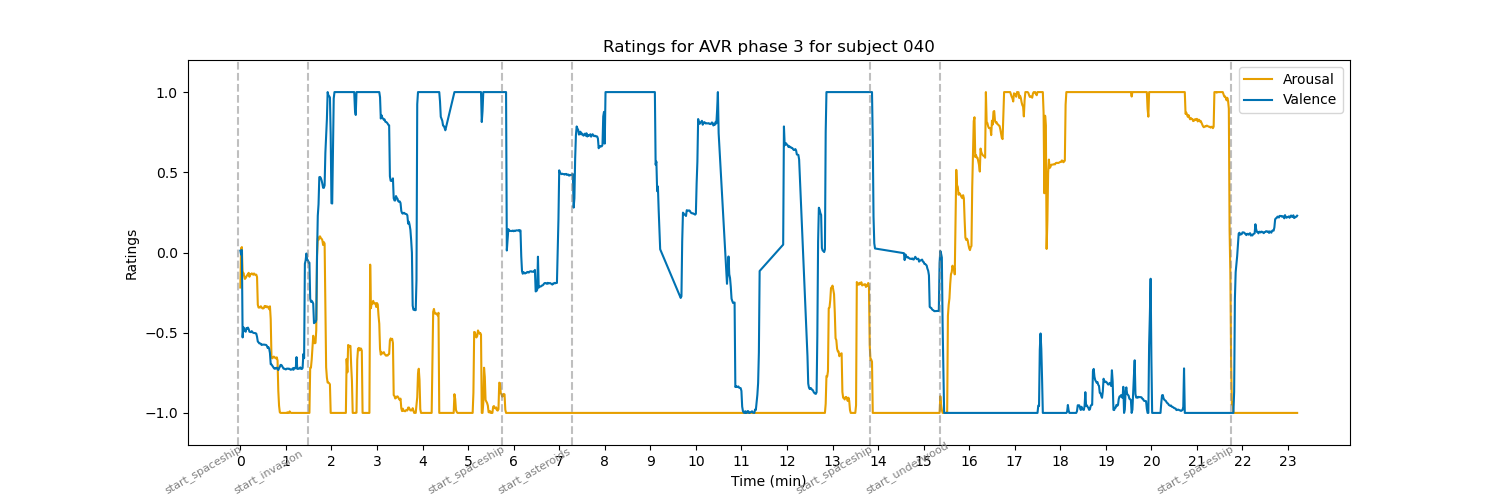 Ratings for AVR phase 3 for subject 040
Arousal
Valence
Ratings
1.0
0.5
0.0
−0.5
−1.0
0 1 2 3 4 5 6 7 8 9 10 11 12 13 14 15 16 17 18 19 20 21 22 23
start_spaceship
start_invasion
start_spaceship
start_asteroids
start_spaceship
start_underwood
start_spaceship
Time (min)